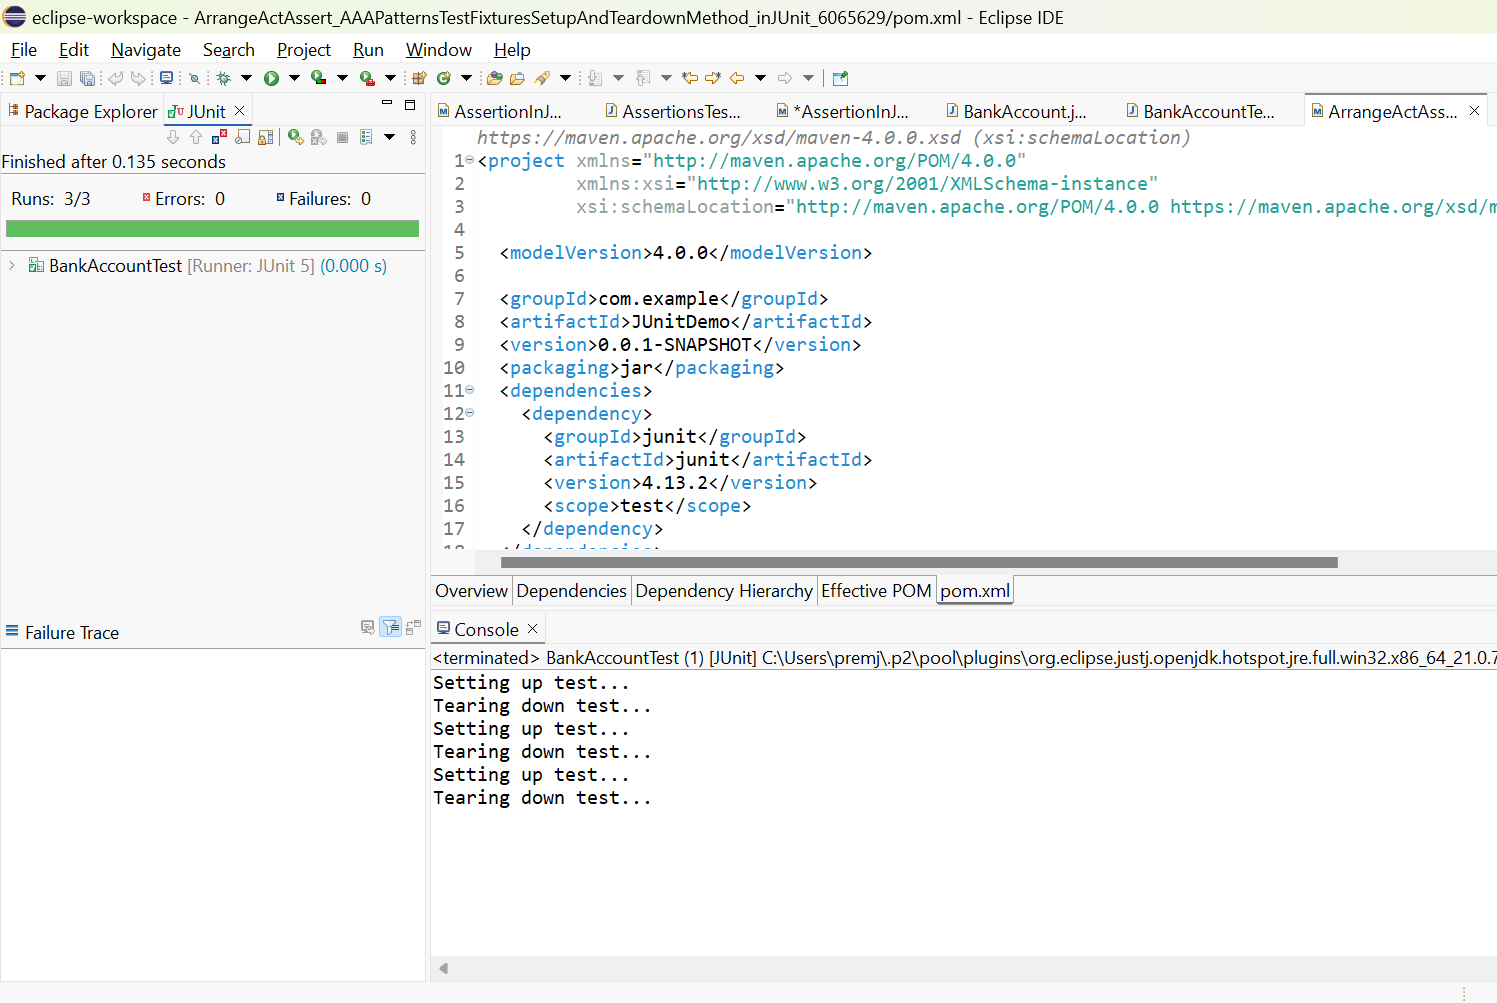 eclipse-workspace - ArrangeActAssert_AAAPatternsTestFixturesSetupAndTeardownMethod_inJUnit_6065629/pom.xml - Eclipse IDE
File Edit Navigate Search Project Run Window Help
Package Explorer JUnit
Finished after 0.135 seconds
Runs: 3/3 Errors: 0 Failures: 0
BankAccountTest [Runner: JUnit 5] (0.000 s)
Failure Trace
AssertionInJ... AssertionsTes... *AssertionInJ... BankAccount.j... BankAccountTe... ArrangeActAss...
https://maven.apache.org/xsd/maven-4.0.0.xsd (xsi:schemaLocation)
1 <project xmlns="http://maven.apache.org/POM/4.0.0"
2 xmlns:xsi="http://www.w3.org/2001/XMLSchema-instance"
3 xsi:schemaLocation="http://maven.apache.org/POM/4.0.0 https://maven.apache.org/xsd/m
4
5 <modelVersion>4.0.0</modelVersion>
6
7 <groupId>com.example</groupId>
8 <artifactId>JUnitDemo</artifactId>
9 <version>0.0.1-SNAPSHOT</version>
10 <packaging>jar</packaging>
11 <dependencies>
12 <dependency>
13 <groupId>junit</groupId>
14 <artifactId>junit</artifactId>
15 <version>4.13.2</version>
16 <scope>test</scope>
17 </dependency>
Overview Dependencies Dependency Hierarchy Effective POM pom.xml
Console
<terminated> BankAccountTest (1) [JUnit] C:\Users\premj\.p2\pool\plugins\org.eclipse.justj.openjdk.hotspot.jre.full.win32.x86_64_21.0.7
Setting up test...
Tearing down test...
Setting up test...
Tearing down test...
Setting up test...
Tearing down test...